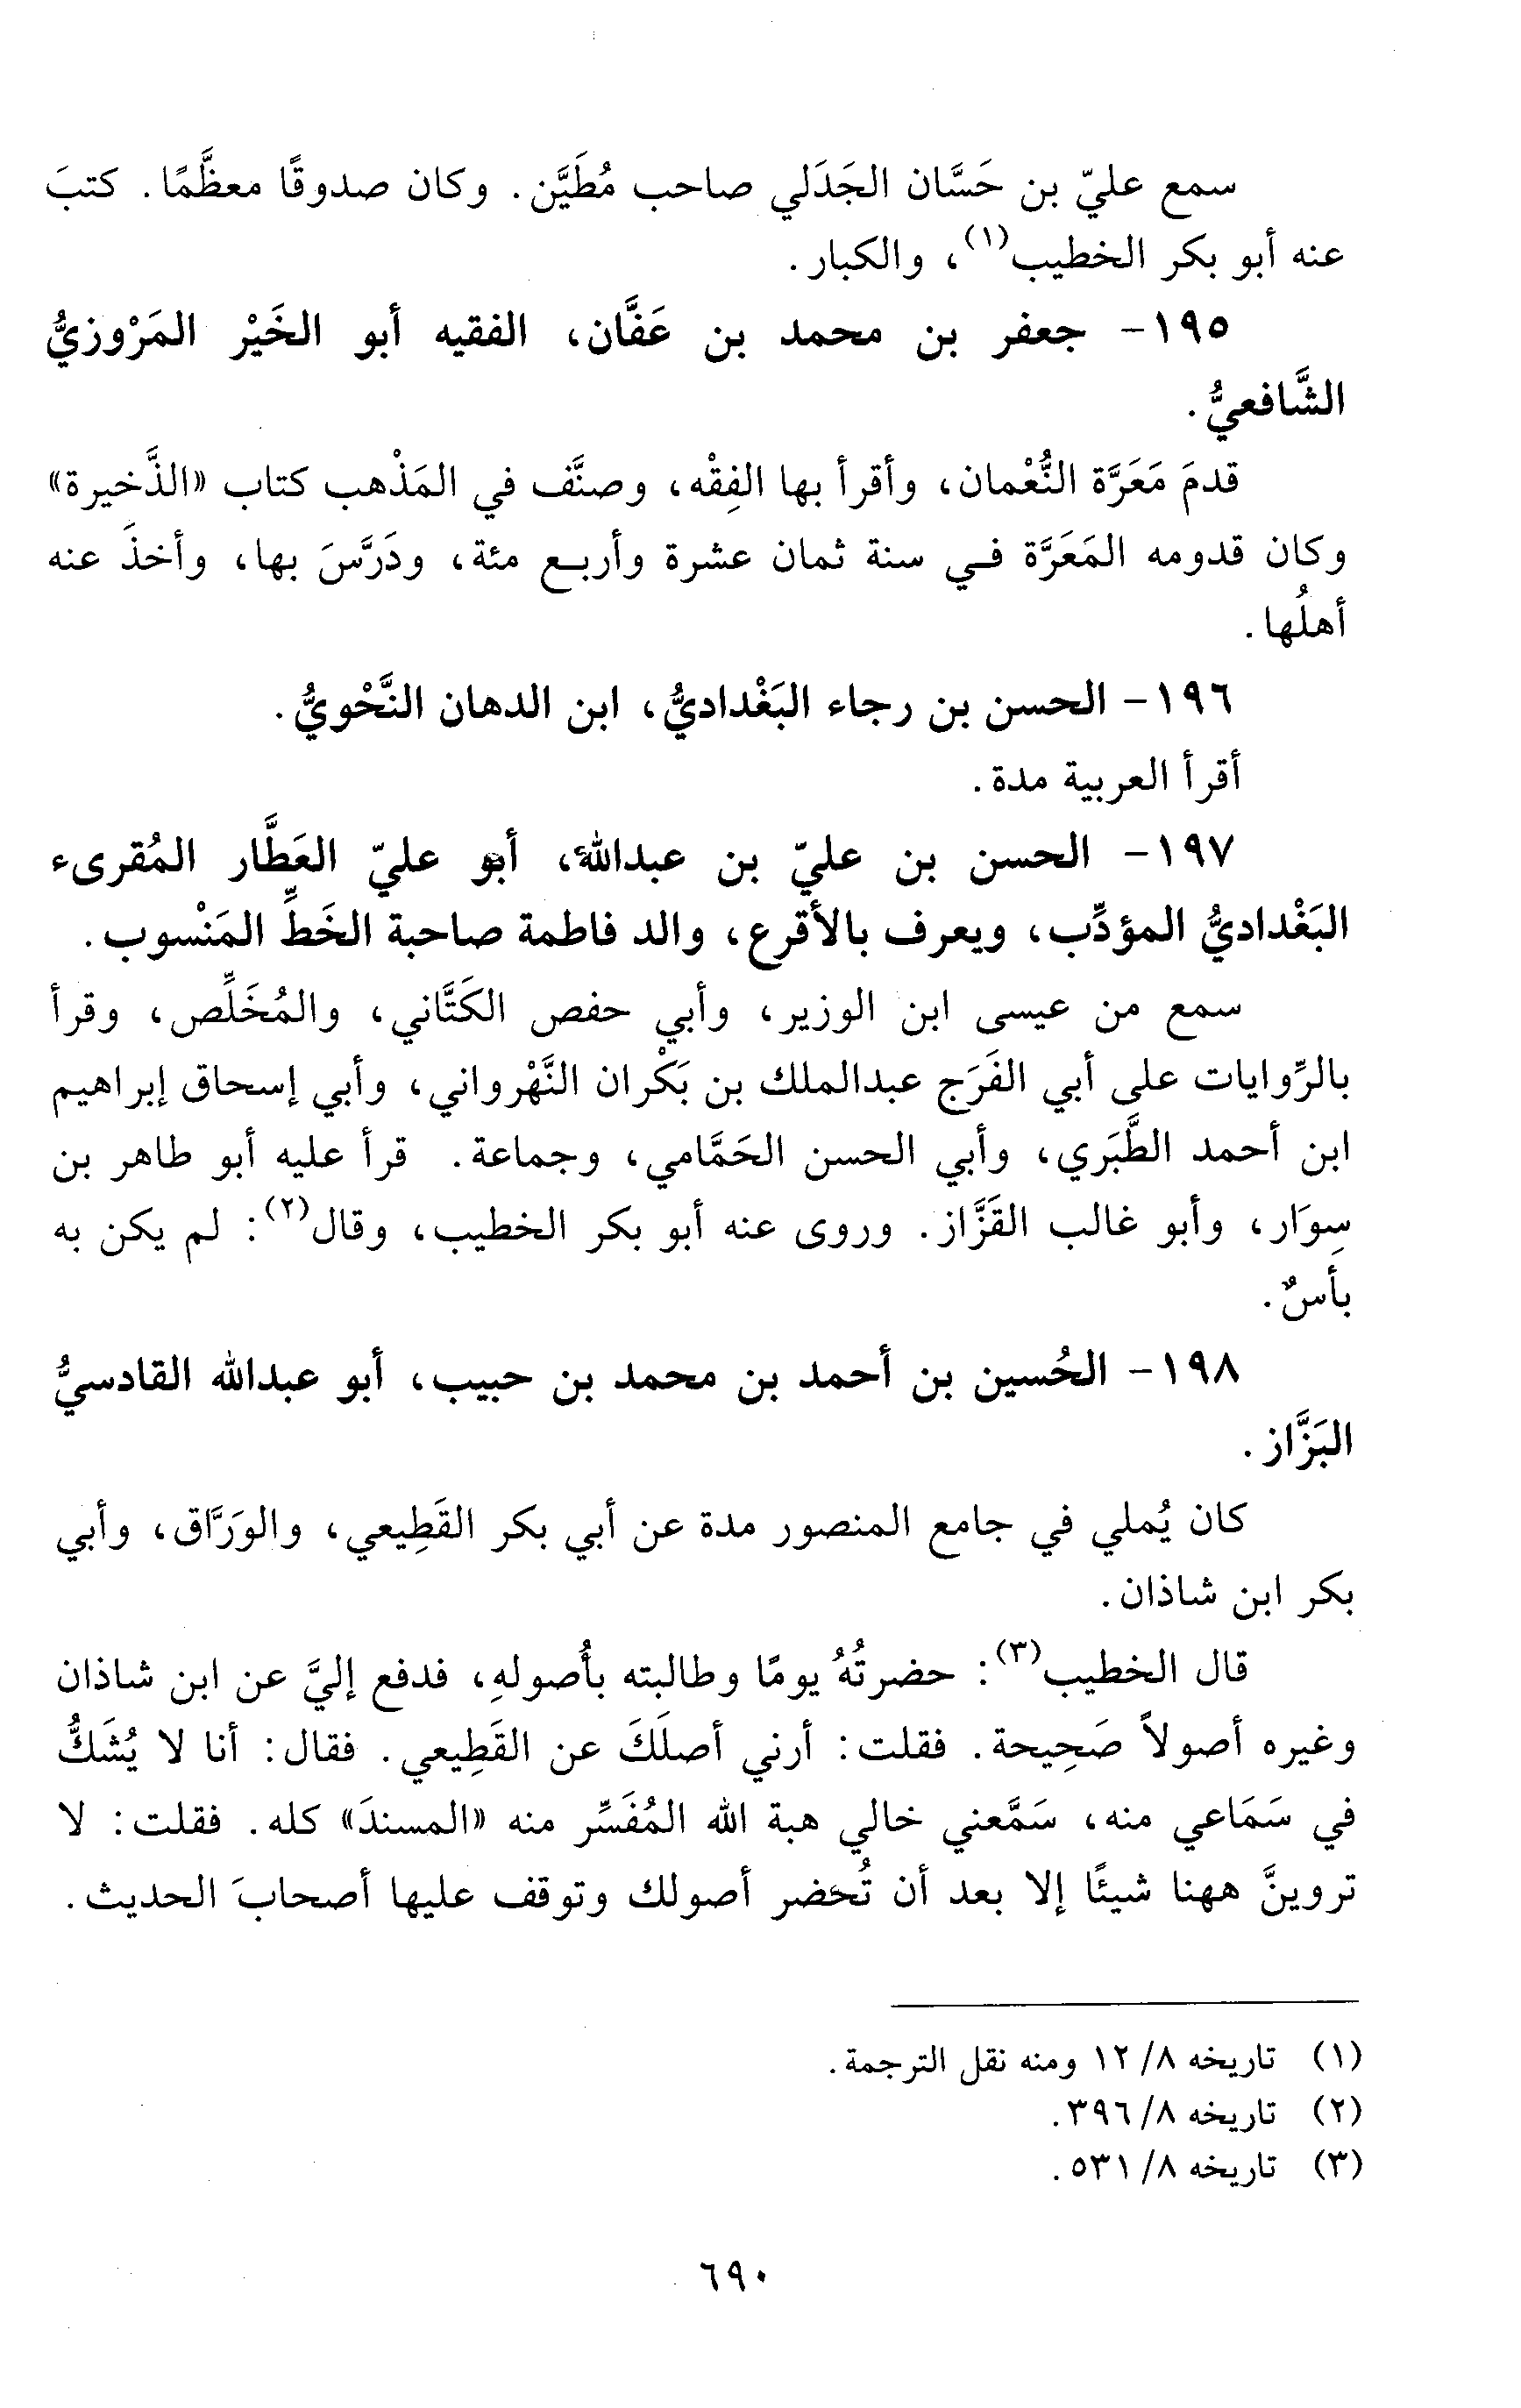 سمع عليّ بن حَسَّان الجَدَلي صاحب مُطَيَّن. وكان صدوقًا معظَّمًا. كتبَ
عنه أبو بكر الخطيب(١)، والكبار.
١٩٥- جعفر بن محمد بن عَفَّان، الفقيه أبو الخَيْر المَرْوزيُّ
الشَّافعيُّ.
قدمَ مَعَرَّة النُّعْمان، وأقرأ بها الفِقْه، وصنَّف في المَذْهب كتاب «الذَّخيرة»
وكان قدومه المَعَرَّة في سنة ثمان عشرة وأربع مئة، ودَرَّسَ بها، وأخذَ عنه
أهلُها.
١٩٦- الحسن بن رجاء البَغْداديُّ، ابن الدهان النَّحْويُّ.
أقرأ العربية مدة.
١٩٧- الحسن بن عليّ بن عبدالله، أبو عليّ العَطَّار المُقرىء
البَغْداديُّ المؤدِّب، ويعرف بالأقرع، والد فاطمة صاحبة الخَطِّ المَنْسوب.
سمع من عيسى ابن الوزير، وأبي حفص الكَتَّاني، والمُخَلِّص، وقرأ
بالرِّوايات على أبي الفَرَج عبدالملك بن بَكْران النَّهْرواني، وأبي إسحاق إبراهيم
ابن أحمد الطَّبَري، وأبي الحسن الحَمَّامي، وجماعة. قرأ عليه أبو طاهر بن
سِوَار، وأبو غالب القَزَّاز. وروى عنه أبو بكر الخطيب، وقال(٢): لم يكن به
بأسٌ.
١٩٨- الحُسين بن أحمد بن محمد بن حبيب، أبو عبدالله القادسيُّ
البَزَّاز.
كان يُملي في جامع المنصور مدة عن أبي بكر القَطِيعي، والورَّاق، وأبي
بكر ابن شاذان.
قال الخطيب(٣): حضرتُهُ يومًا وطالبته بأُصولهِ، فدفع إليَّ عن ابن شاذان
وغيره أصولاً صَحِيحة. فقلت: أرني أصلَكَ عن القَطِيعي. فقال: أنا لا يُشَكُّ
في سَمَاعي منه، سَمَّعني خالي هبة الله المُفَسِّر منه «المسندَ» كله. فقلت: لا
تروينَّ ههنا شيئًا إلا بعد أن تُحْضر أصولك وتوقف عليها أصحابَ الحديث.
(١) تاريخه ٨/ ١٢ ومنه نقل الترجمة.
(٢) تاريخه ٨/ ٣٩٦.
(٣) تاريخه ٨/ ٥٣١.
٦٩٠